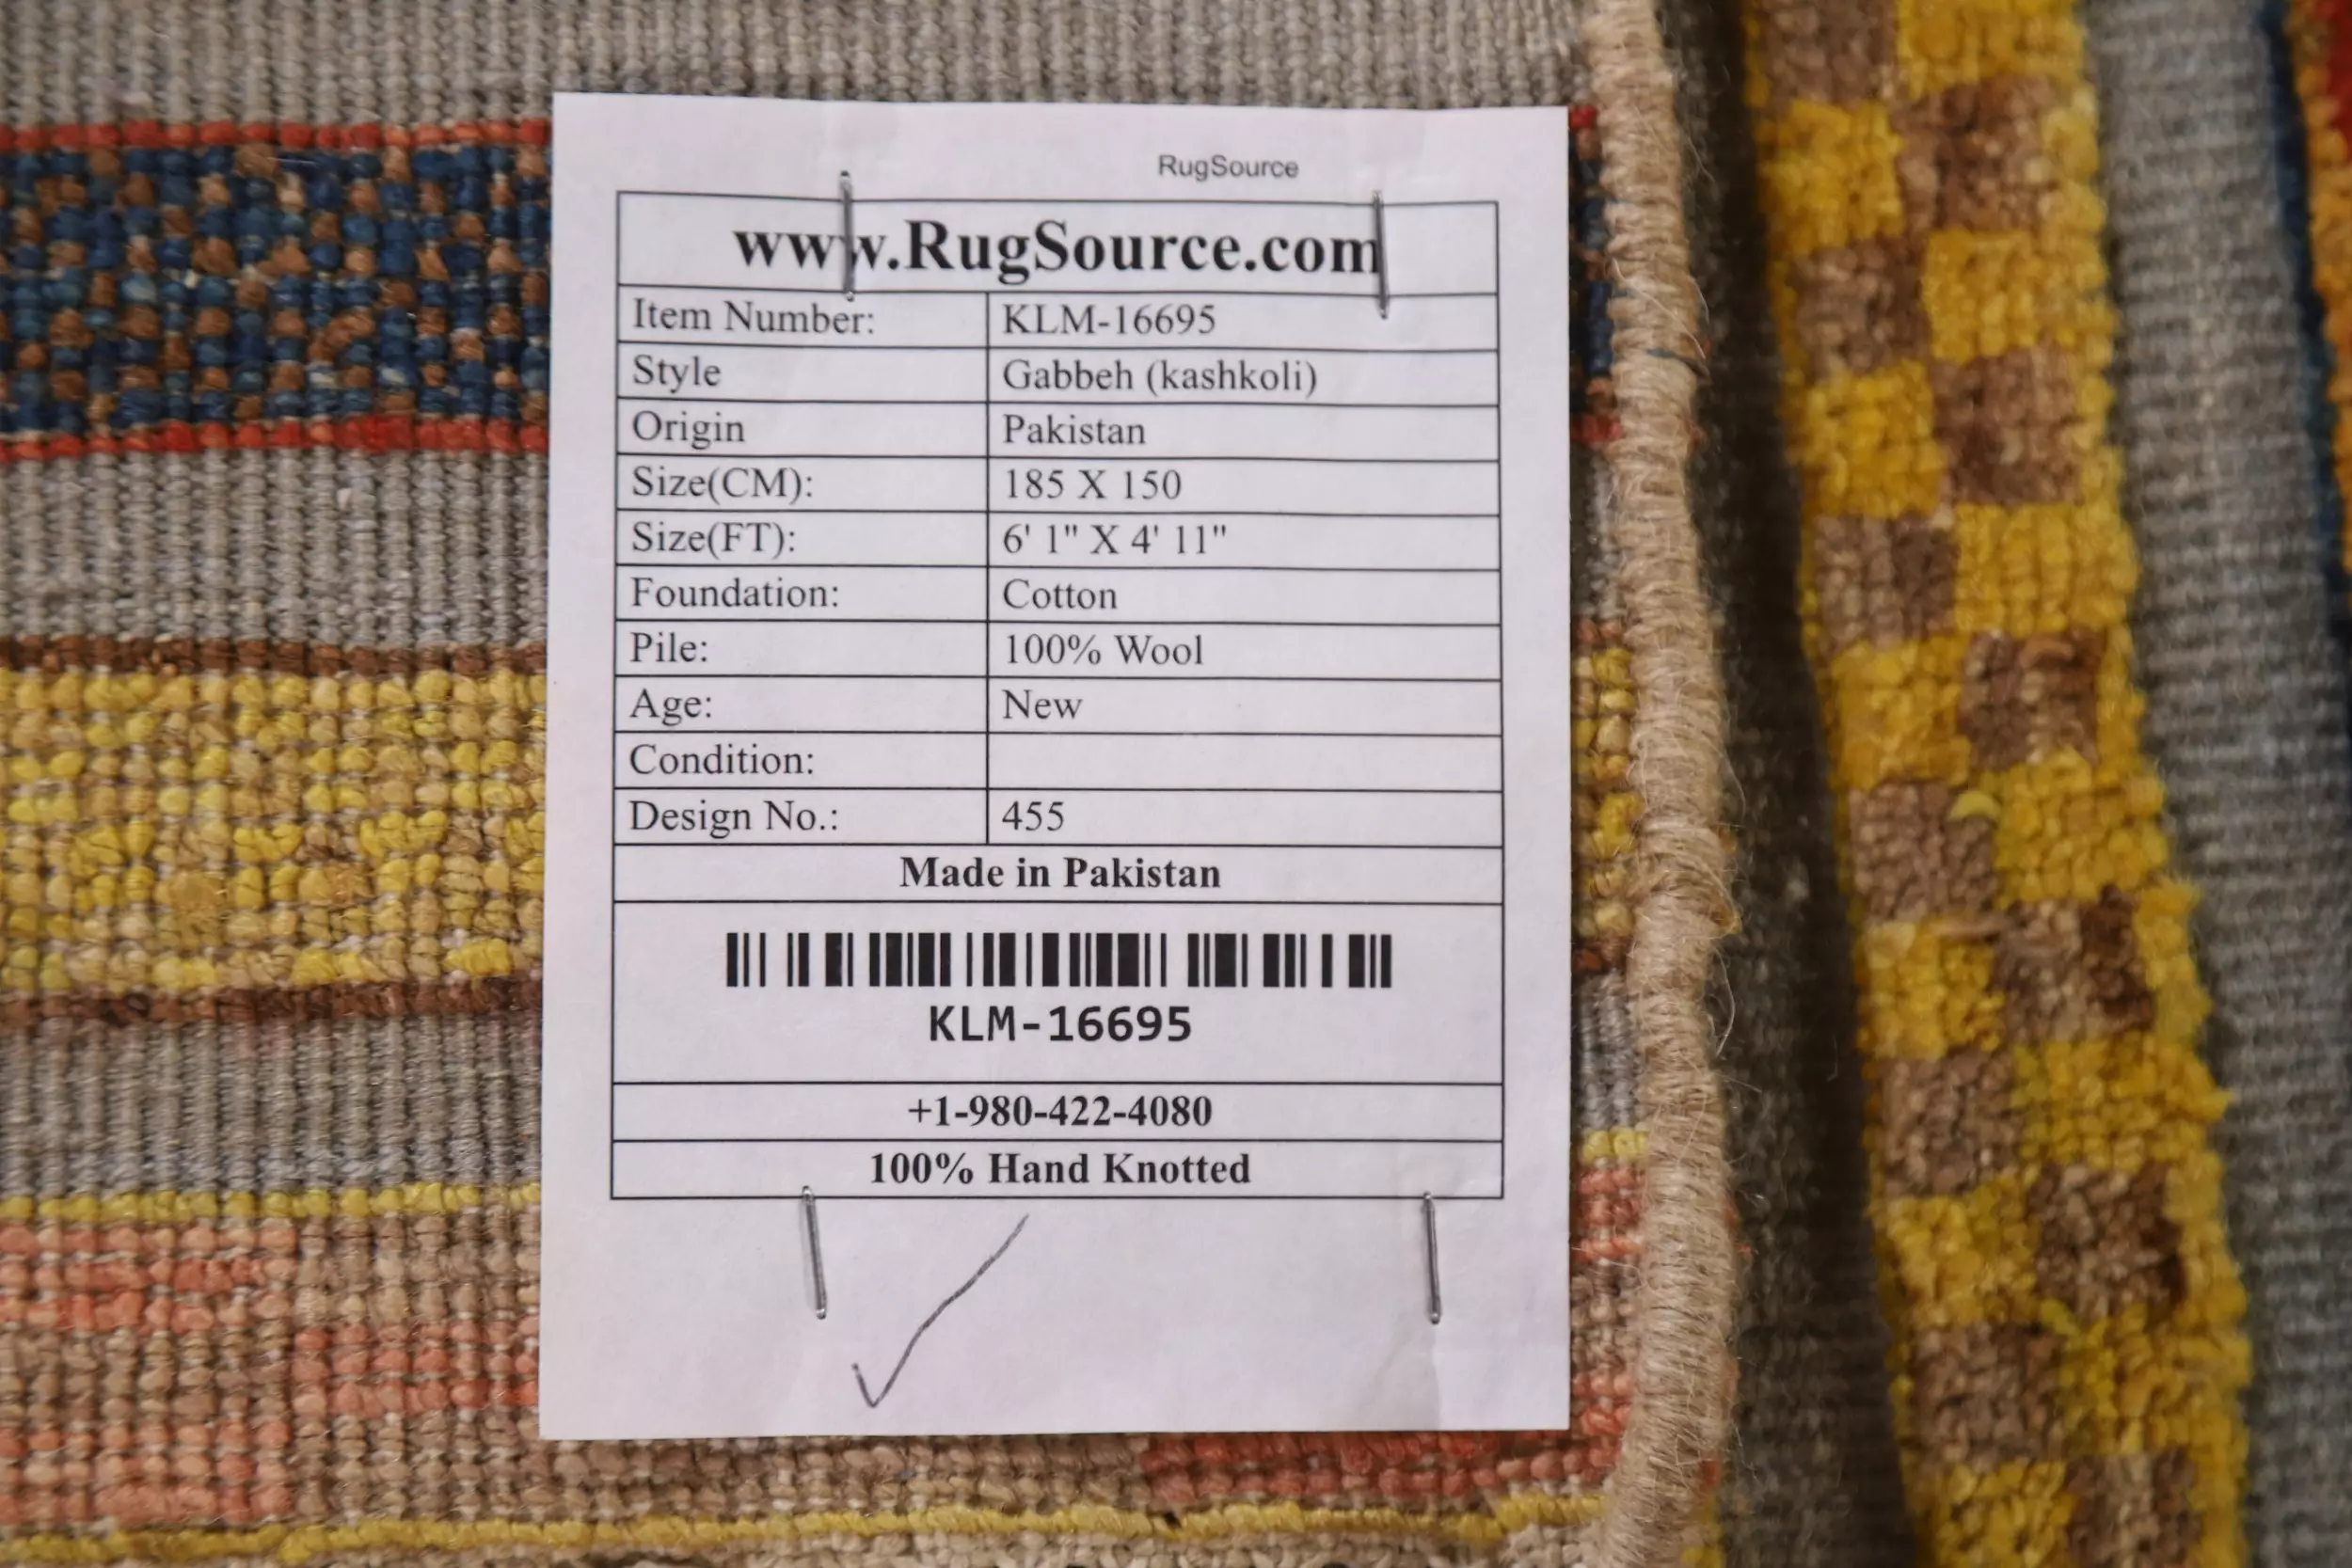 RugSource
www.RugSource.com
Item Number: KLM-16695
Style Gabbeh (kashkoli)
Origin Pakistan
Size(CM): 185 X 150
Size(FT): 6' 1" X 4' 11"
Foundation: Cotton
Pile: 100% Wool
Age: New
Condition:
Design No.: 455
Made in Pakistan
KLM-16695
+1-980-422-4080
100% Hand Knotted